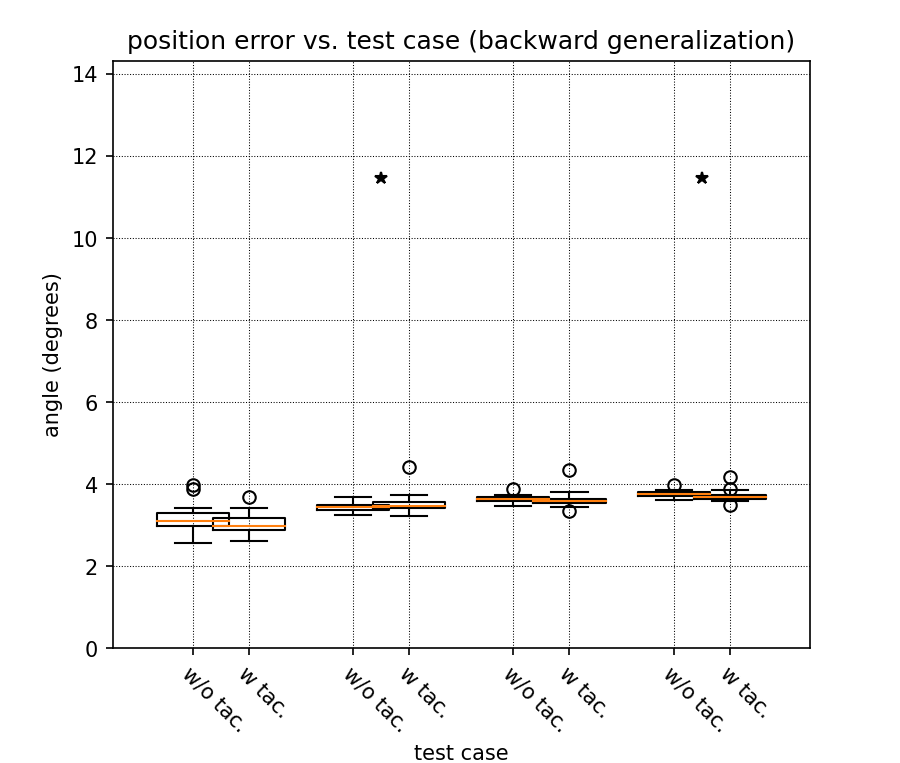 position error vs. test case (backward generalization)
angle (degrees)
14
12
10
8
6
4
2
0
w/o tac.
w tac.
w/o tac.
w tac.
w/o tac.
w tac.
w/o tac.
w tac.
test case